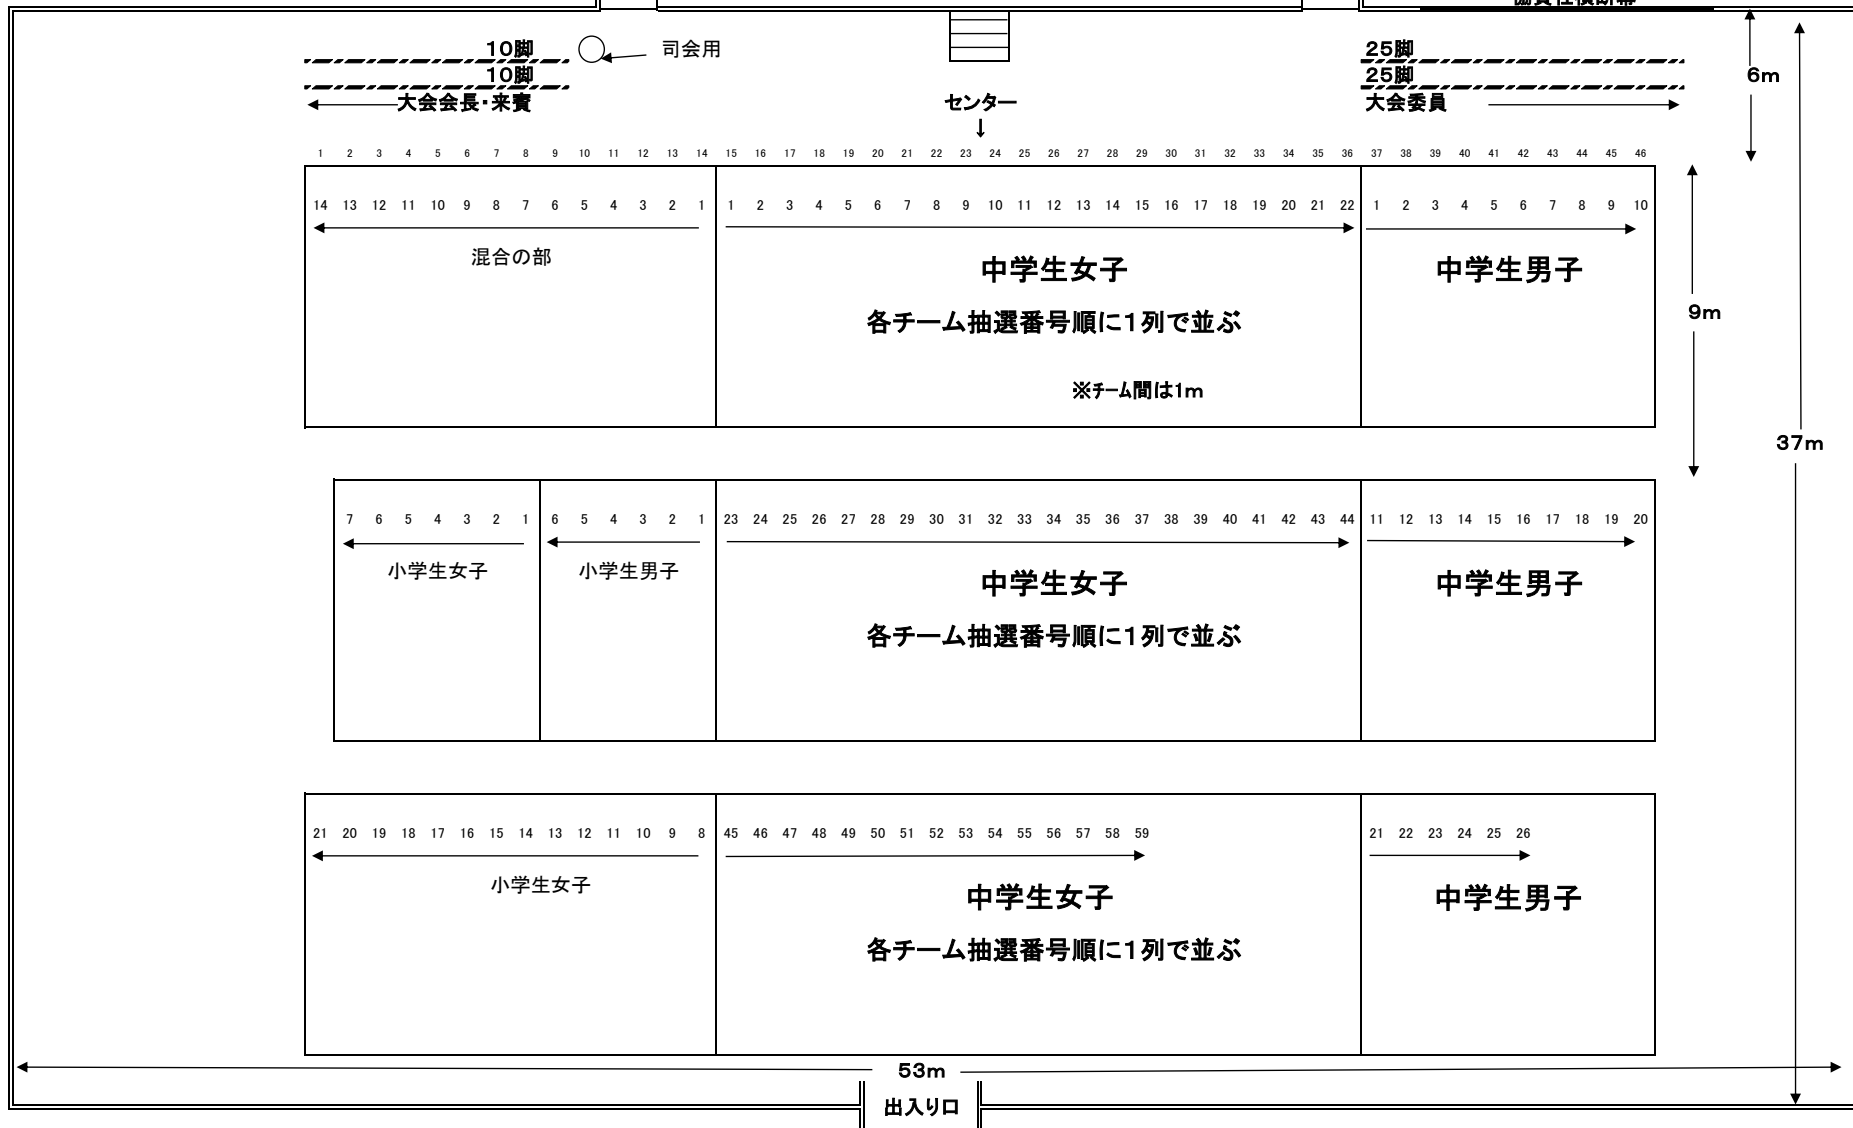 協賛社横断幕
10脚
司会用
25脚
10脚
25脚
6m
大会会長・来賓
センター
大会委員
↓
1 2 3 4 5 6 7 8 9 10 11 12 13 14 15 16 17 18 19 20 21 22 23 24 25 26 27 28 29 30 31 32 33 34 35 36 37 38 39 40 41 42 43 44 45 46
14 13 12 11 10 9 8 7 6 5 4 3 2 1 1 2 3 4 5 6 7 8 9 10 11 12 13 14 15 16 17 18 19 20 21 22 1 2 3 4 5 6 7 8 9 10
混合の部
中学生女子
中学生男子
各チーム抽選番号順に1列で並ぶ
9m
※チーム間は1m
37m
7 6 5 4 3 2 1 6 5 4 3 2 1 23 24 25 26 27 28 29 30 31 32 33 34 35 36 37 38 39 40 41 42 43 44 11 12 13 14 15 16 17 18 19 20
小学生女子
小学生男子
中学生女子
中学生男子
各チーム抽選番号順に1列で並ぶ
21 20 19 18 17 16 15 14 13 12 11 10 9 8 45 46 47 48 49 50 51 52 53 54 55 56 57 58 59 21 22 23 24 25 26
小学生女子
中学生女子
中学生男子
各チーム抽選番号順に1列で並ぶ
53m
出入り口